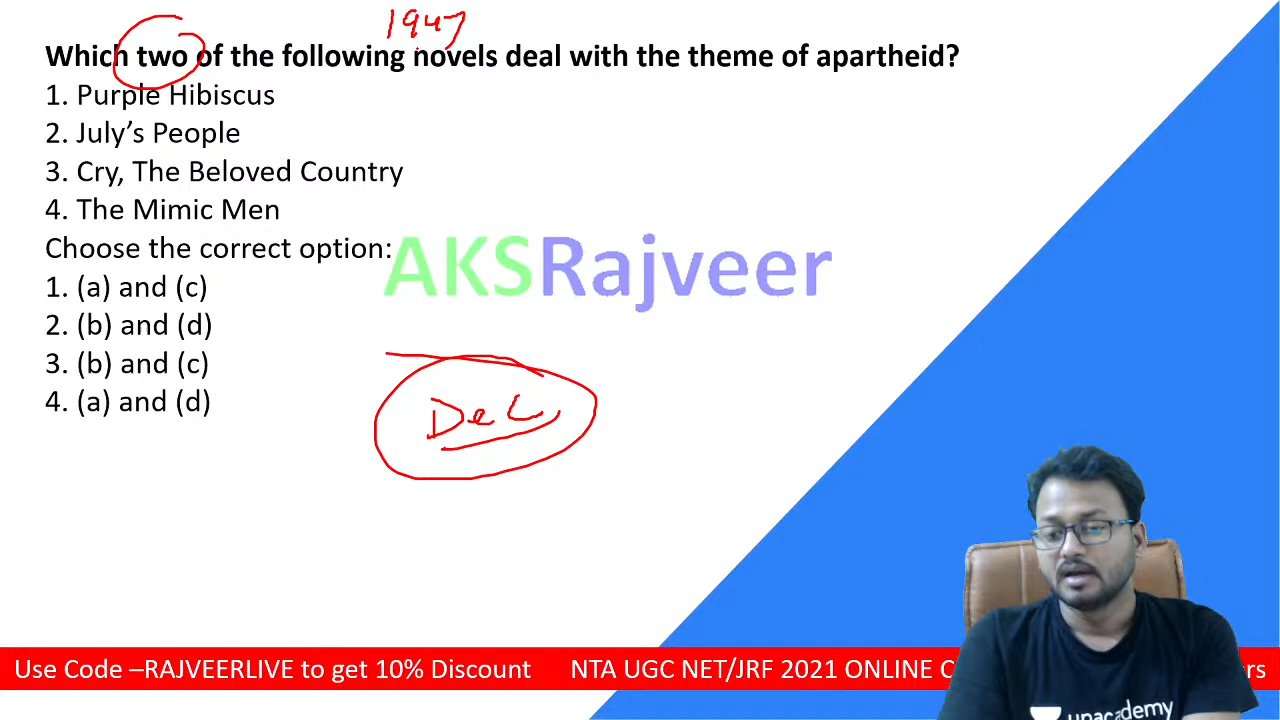 1947
Which two of the following novels deal with the theme of apartheid?
1. Purple Hibiscus
2. July’s People
3. Cry, The Beloved Country
4. The Mimic Men
Choose the correct option:
AKSRajveer
1. (a) and (c)
2. (b) and (d)
3. (b) and (c)
4. (a) and (d)
Use Code –RAJVEERLIVE to get 10% Discount NTA UGC NET/JRF 2021 ONLINE
unacademy